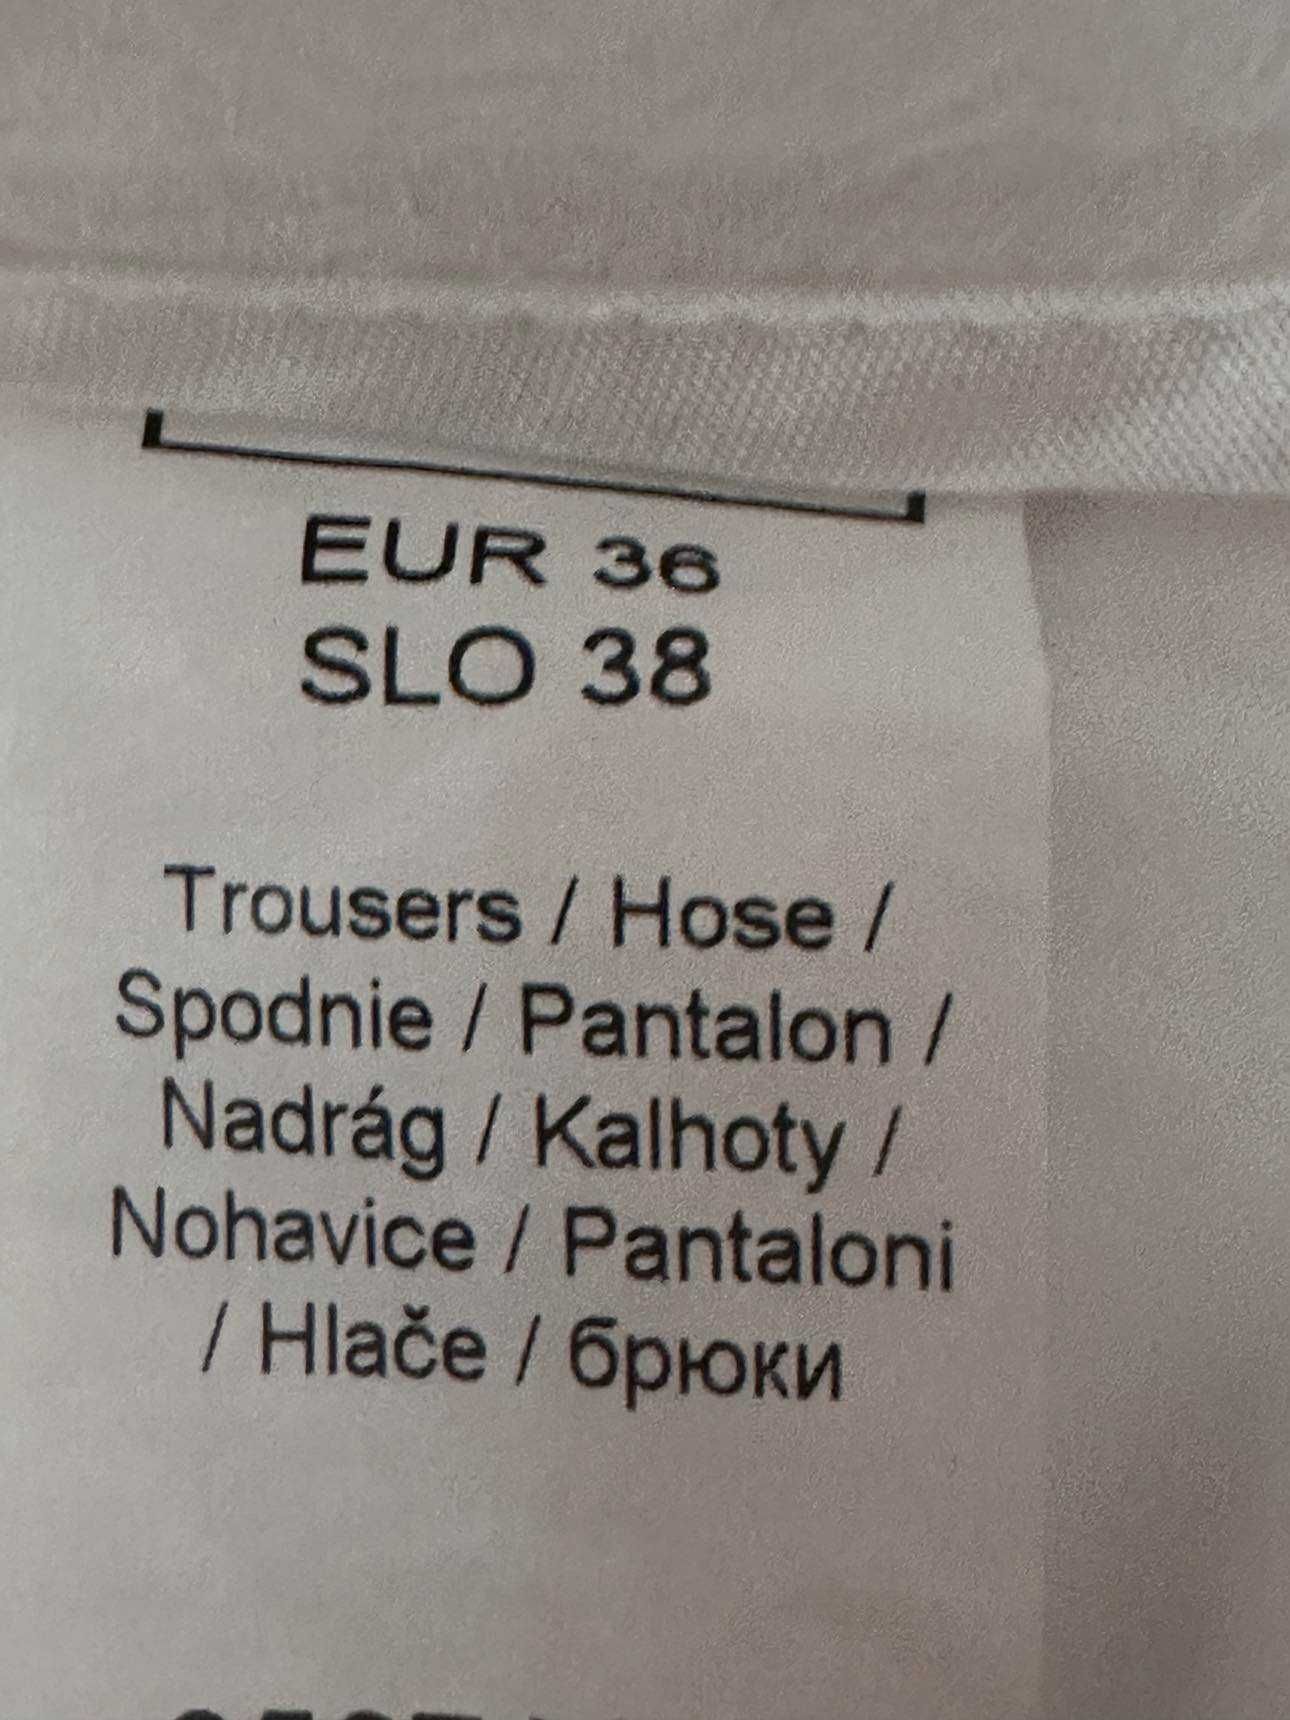 EUR 36
SLO 38
Trousers / Hose /
Spodnie / Pantalon /
Nadrág / Kalhoty /
Nohavice / Pantaloni
/ Hlače / брюки